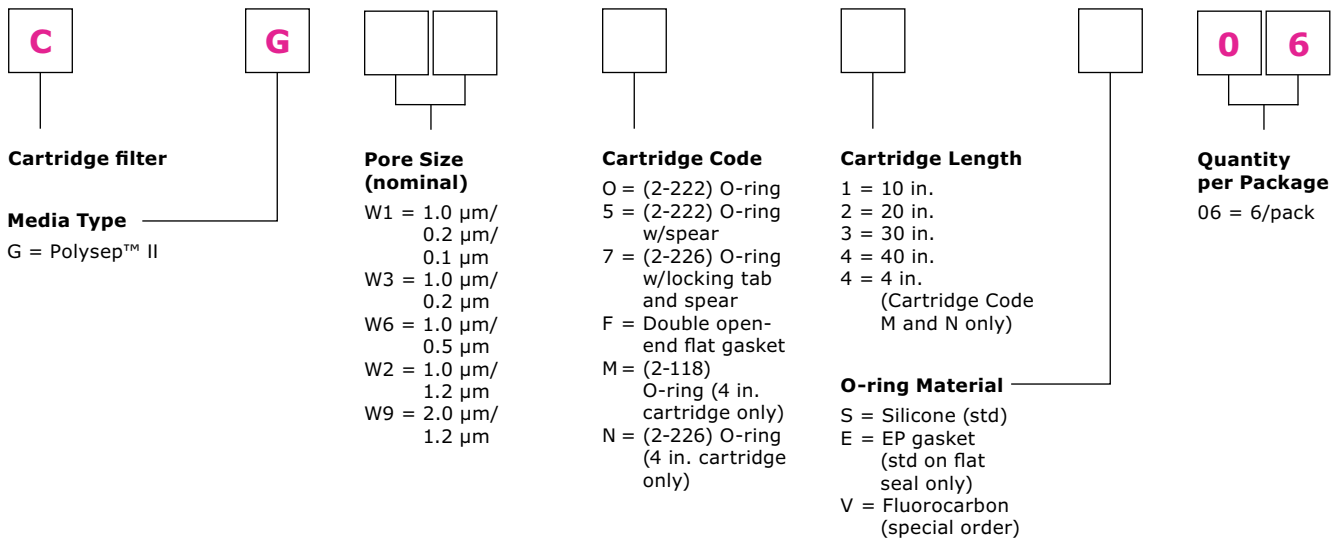 C
G
0 6
Cartridge filter
Media Type
G = Polysep™ II
Pore Size
(nominal)
W1 = 1.0 µm/
0.2 µm/
0.1 µm
W3 = 1.0 µm/
0.2 µm
W6 = 1.0 µm/
0.5 µm
W2 = 1.0 µm/
1.2 µm
W9 = 2.0 µm/
1.2 µm
Cartridge Code
O = (2-222) O-ring
5 = (2-222) O-ring
w/spear
7 = (2-226) O-ring
w/locking tab
and spear
F = Double open-
end flat gasket
M = (2-118)
O-ring (4 in.
cartridge only)
N = (2-226) O-ring
(4 in. cartridge
only)
Cartridge Length
1 = 10 in.
2 = 20 in.
3 = 30 in.
4 = 40 in.
4 = 4 in.
(Cartridge Code
M and N only)
O-ring Material
S = Silicone (std)
E = EP gasket
(std on flat
seal only)
V = Fluorocarbon
(special order)
Quantity
per Package
06 = 6/pack